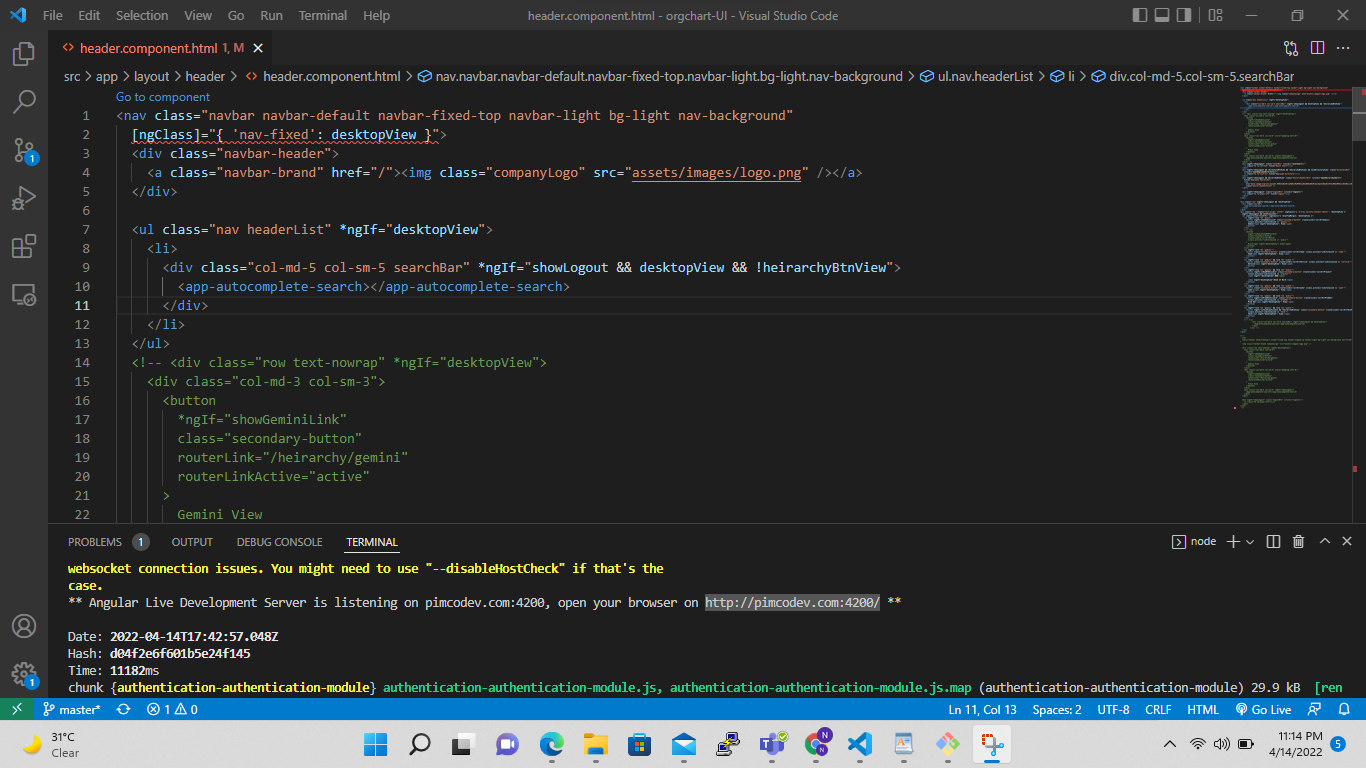 File Edit Selection View Go Run Terminal Help
header.component.html - orgchart-UI - Visual Studio Code
header.component.html 1, M
src > app > layout > header > header.component.html > nav.navbar.navbar-default.navbar-fixed-top.navbar-light.bg-light.nav-background > ul.nav.headerList > li > div.col-md-5.col-sm-5.searchBar
Go to component
1 <nav class="navbar navbar-default navbar-fixed-top navbar-light bg-light nav-background"
2 [ngClass]="{ 'nav-fixed': desktopView }">
3 <div class="navbar-header">
4 <a class="navbar-brand" href="/"><img class="companyLogo" src="assets/images/logo.png" /></a>
5 </div>
6
7 <ul class="nav headerList" *ngIf="desktopView">
8 <li>
9 <div class="col-md-5 col-sm-5 searchBar" *ngIf="showLogout && desktopView && !heirarchyBtnView">
10 <app-autocomplete-search></app-autocomplete-search>
11 </div>
12 </li>
13 </ul>
14 <!-- <div class="row text-nowrap" *ngIf="desktopView">
15 <div class="col-md-3 col-sm-3">
16 <button
17 *ngIf="showGeminiLink"
18 class="secondary-button"
19 routerLink="/heirarchy/gemini"
20 routerLinkActive="active"
21 >
22 Gemini View
PROBLEMS 1 OUTPUT DEBUG CONSOLE TERMINAL
node
websocket connection issues. You might need to use "--disableHostCheck" if that's the
case.
** Angular Live Development Server is listening on pimcodev.com:4200, open your browser on http://pimcodev.com:4200/ **
Date: 2022-04-14T17:42:57.048Z
Hash: d04f2e6f601b5e24f145
Time: 11182ms
chunk {authentication-authentication-module} authentication-authentication-module.js, authentication-authentication-module.js.map (authentication-authentication-module) 29.9 kB [ren
master* 1 0 Ln 11, Col 13 Spaces: 2 UTF-8 CRLF HTML Go Live
31°C
Clear
11:14 PM
4/14/2022
5